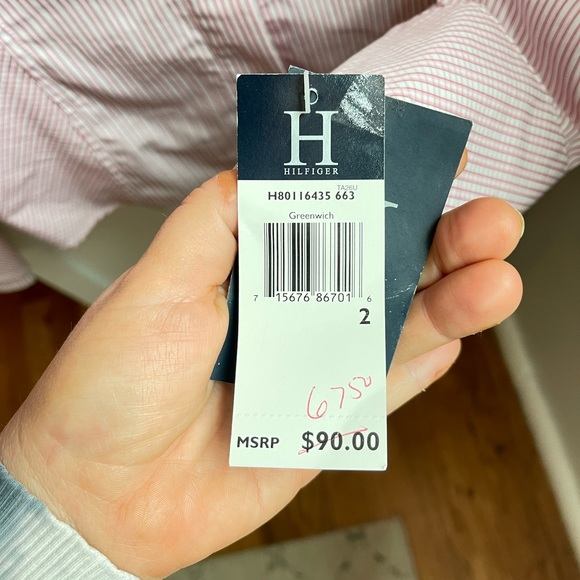 H
HILFIGER
TA26U
H80116435 663
Greenwich
7 15676 86701 6
2
6750
MSRP $90.00